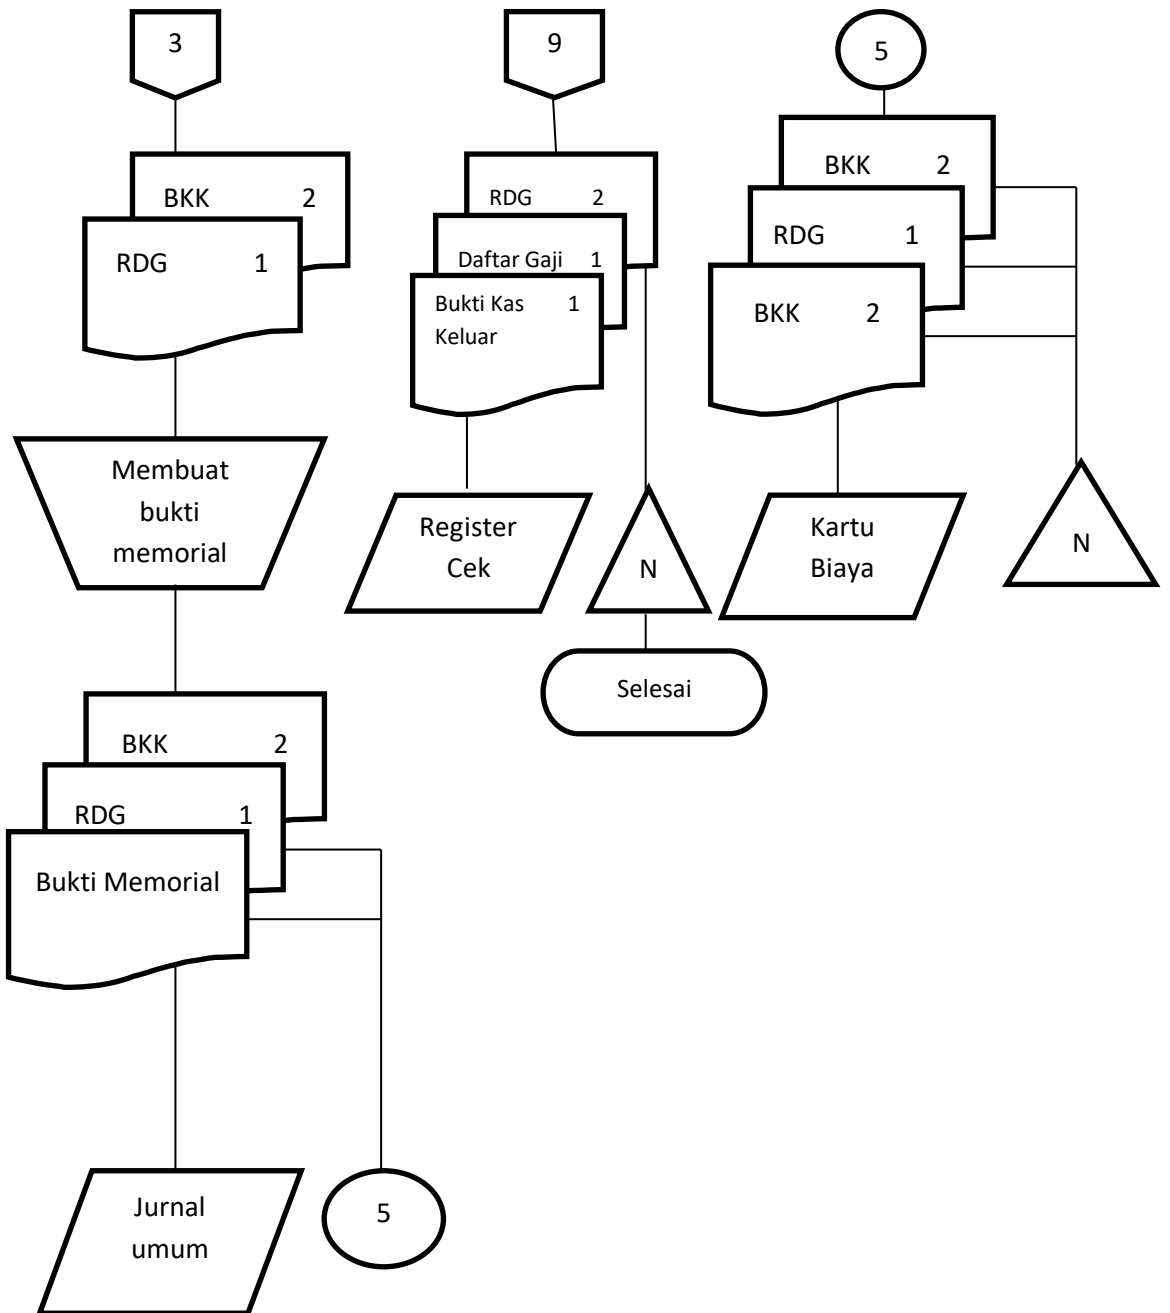 3
BKK 2
RDG 1
Membuat
bukti
memorial
BKK 2
RDG 1
Bukti Memorial
Jurnal
umum
5
9
RDG 2
Daftar Gaji 1
Bukti Kas 1
Keluar
Register
Cek
N
Selesai
5
BKK 2
RDG 1
BKK 2
Kartu
Biaya
N